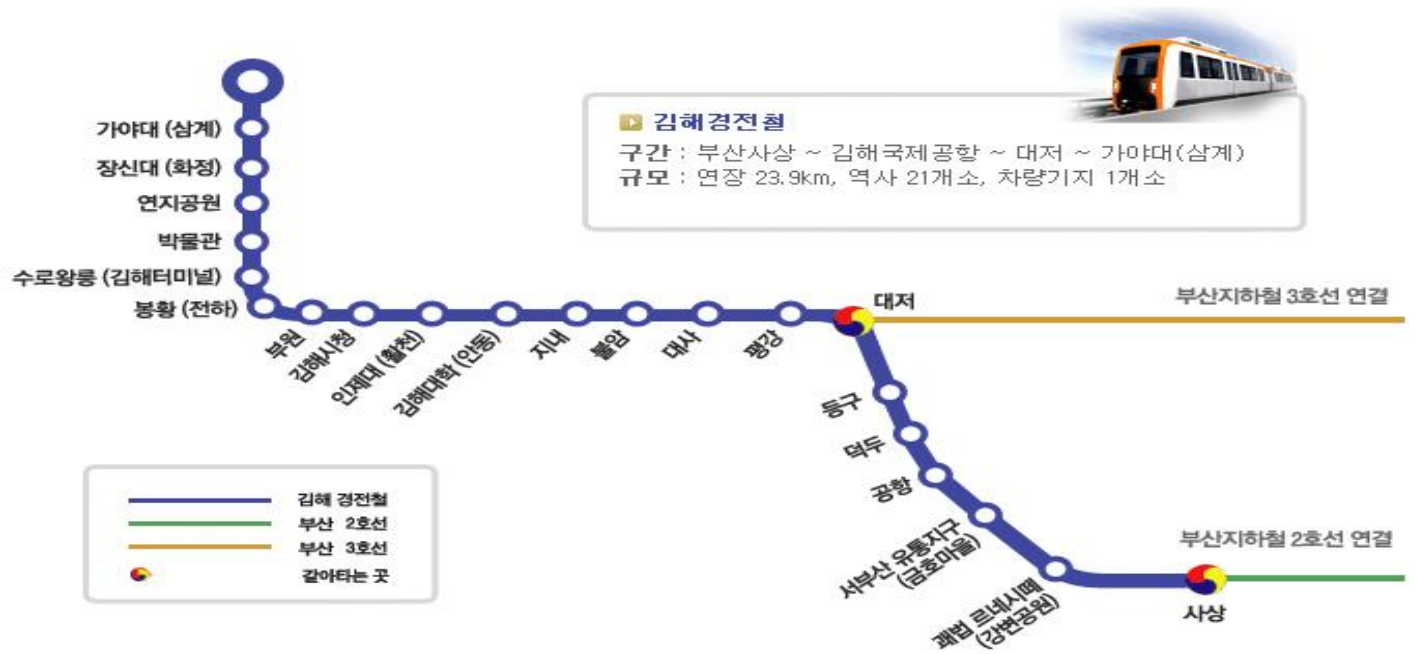 김해경전철
구간 : 부산사상 ~ 김해국제공항 ~ 대저 ~ 가야대(삼계)
규모 : 연장 23.9km, 역사 21개소, 차량기지 1개소
가야대 (삼계)
장신대 (화정)
연지공원
박물관
수로왕릉 (김해터미널)
봉황 (전하)
부원
김해시청
인제대 (활천)
김해대학 (안동)
지내
불암
대사
평강
대저
부산지하철 3호선 연결
등구
덕두
공항
서부산 유통지구
(금호마을)
괘법 르네시떼
(강변공원)
사상
부산지하철 2호선 연결
김해 경전철
부산 2호선
부산 3호선
갈아타는 곳